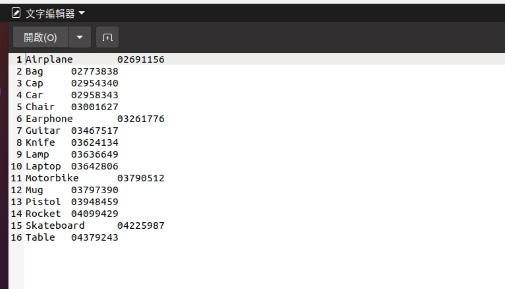 文字編輯器
開啟(O)
1 Airplane 02691156
2 Bag 02773838
3 Cap 02954340
4 Car 02958343
5 Chair 03001627
6 Earphone 03261776
7 Guitar 03467517
8 Knife 03624134
9 Lamp 03636649
10 Laptop 03642806
11 Motorbike 03790512
12 Mug 03797390
13 Pistol 03948459
14 Rocket 04099429
15 Skateboard 04225987
16 Table 04379243